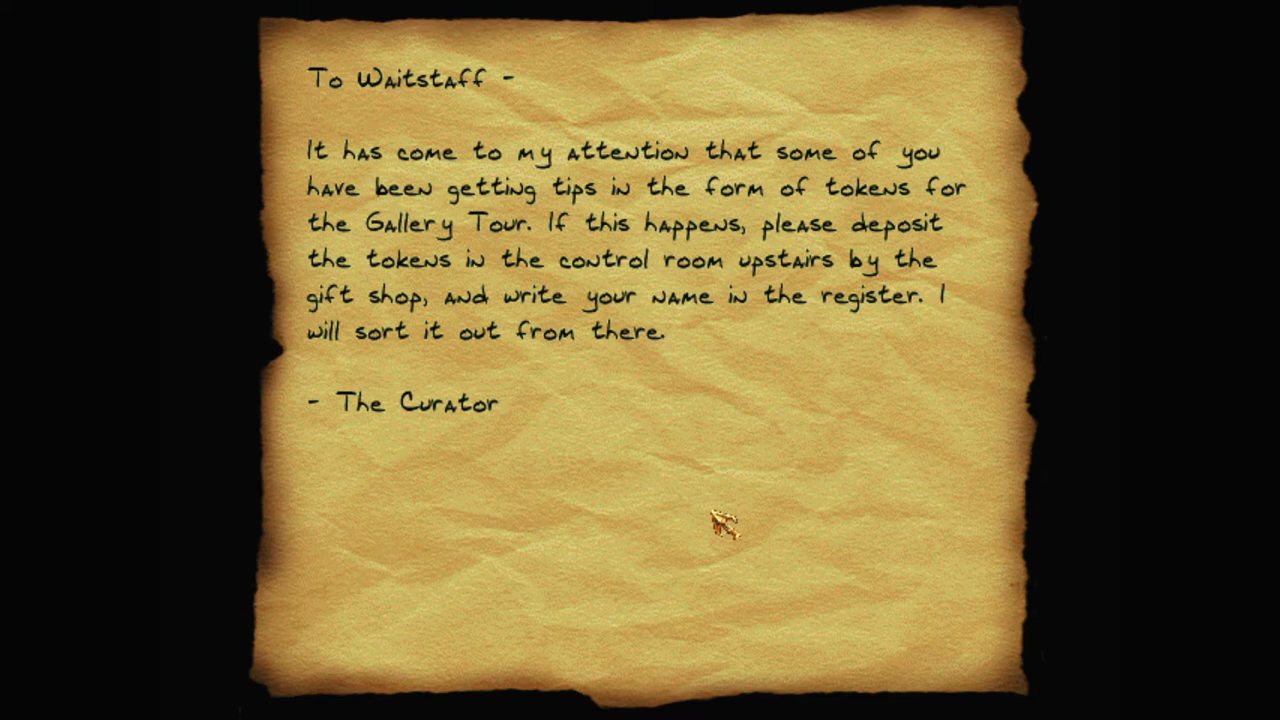 To Waitstaff -
It has come to my attention that some of you
have been getting tips in the form of tokens for
the Gallery Tour. If this happens, please deposit
the tokens in the control room upstairs by the
gift shop, and write your name in the register. I
will sort it out from there.
- The Curator